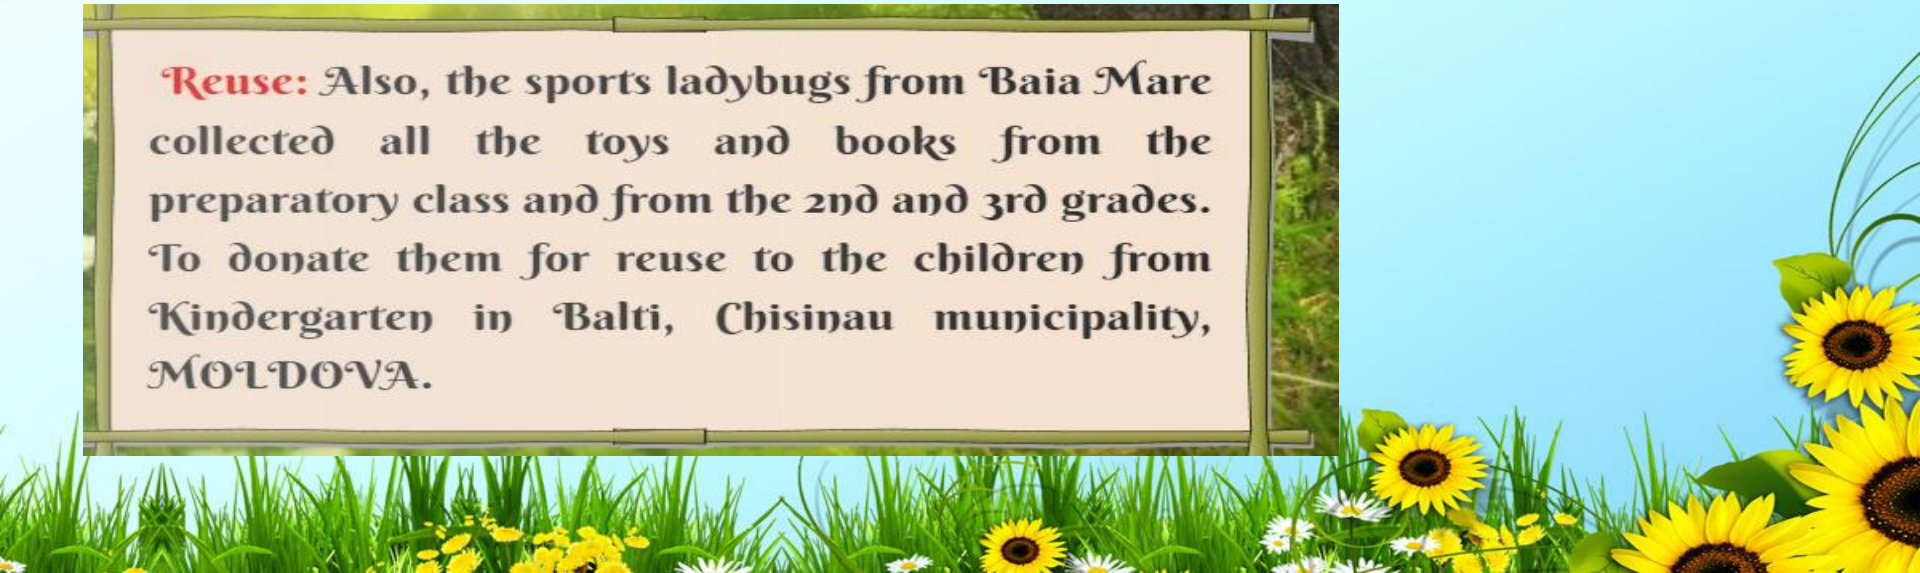 Reuse: Also, the sports ladybugs from Baia Mare
collected all the toys and books from the
preparatory class and from the 2nd and 3rd grades.
To donate them for reuse to the children from
Kindergarten in Balti, Chisinau municipality,
MOLDOVA.